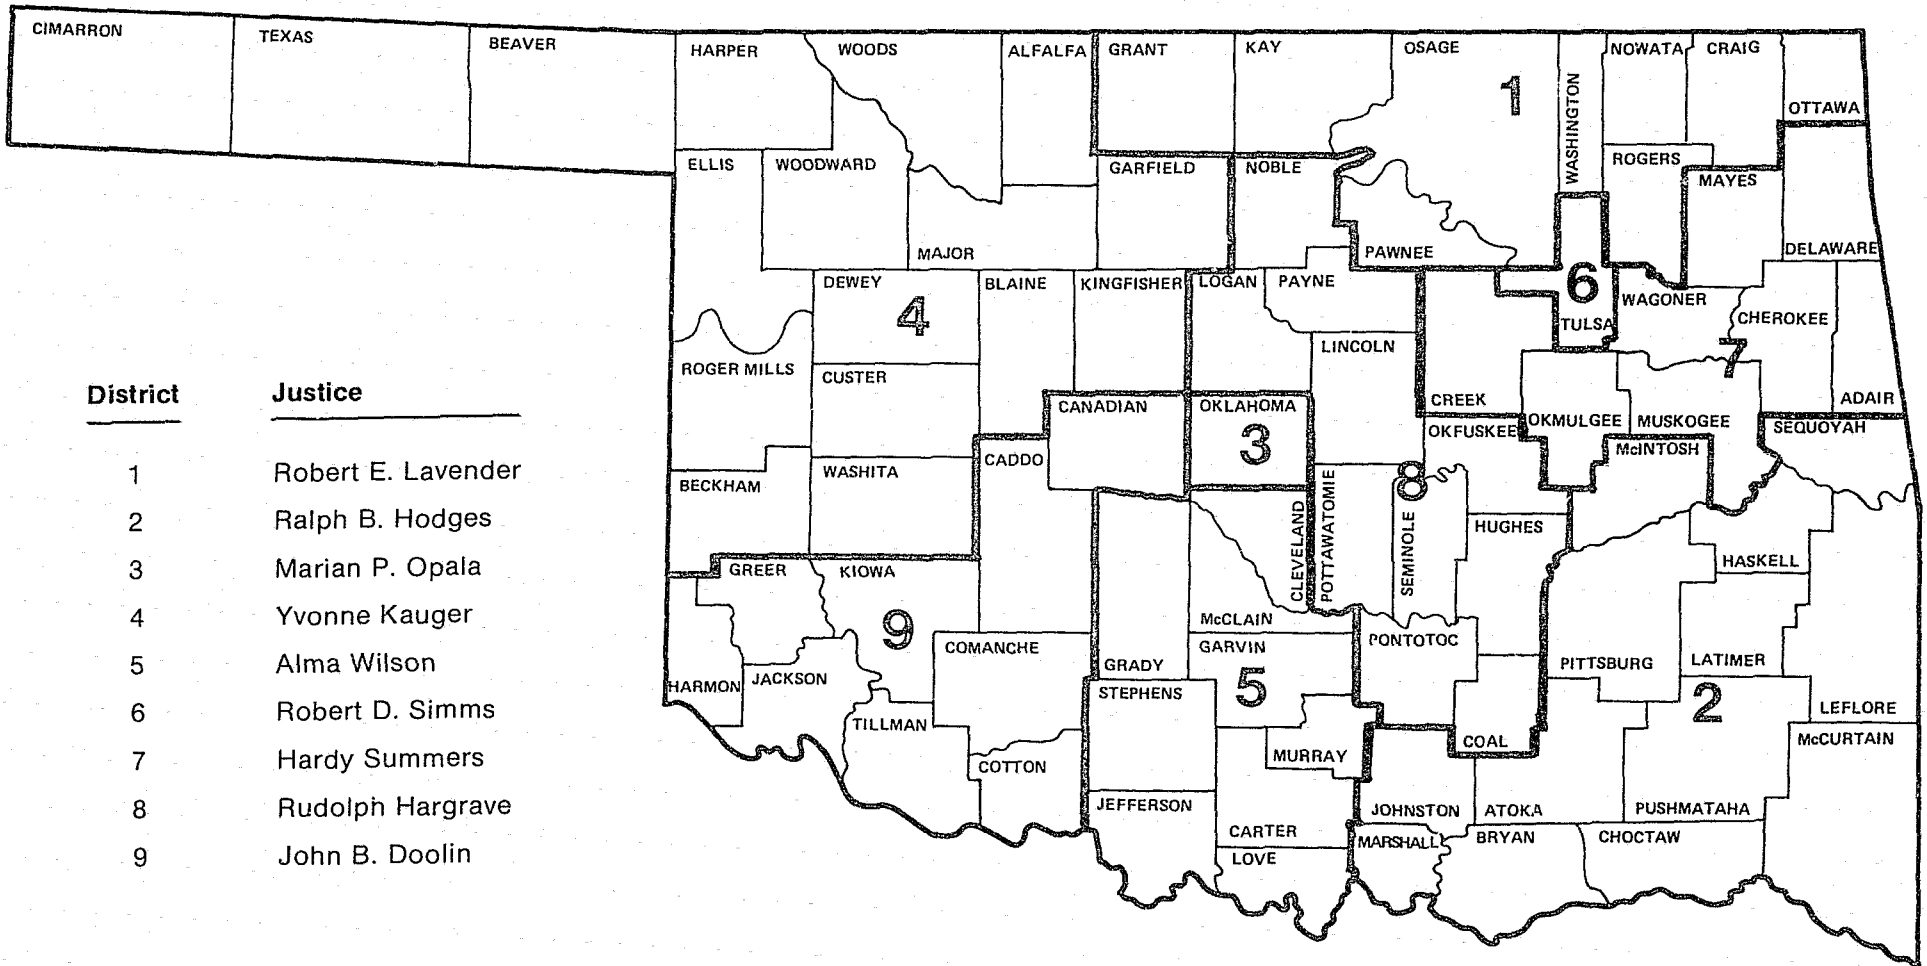 CIMARRON
TEXAS
BEAVER
HARPER
WOODS
ALFALFA
GRANT
KAY
OSAGE
1
WASHINGTON
NOWATA
CRAIG
OTTAWA
ELLIS
WOODWARD
GARFIELD
NOBLE
ROGERS
MAYES
MAJOR
PAWNEE
DELAWARE
DEWEY
4
BLAINE
KINGFISHER
LOGAN
PAYNE
6
TULSA
WAGONER
CHEROKEE
7
LINCOLN
ROGER MILLS
CUSTER
CANADIAN
OKLAHOMA
3
CREEK
ADAIR
OKFUSKEE
OKMULGEE
MUSKOGEE
SEQUOYAH
McINTOSH
CADDO
WASHITA
BECKHAM
8
CLEVELAND
POTTAWATOMIE
SEMINOLE
HUGHES
HASKELL
GREER
KIOWA
9
McCLAIN
GARVIN
5
PONTOTOC
COMANCHE
GRADY
PITTSBURG
LATIMER
2
HARMON
JACKSON
STEPHENS
LEFLORE
TILLMAN
MURRAY
COAL
McCURTAIN
COTTON
JEFFERSON
JOHNSTON
ATOKA
PUSHMATAHA
CARTER
LOVE
MARSHALL
BRYAN
CHOCTAW
District Justice
1 Robert E. Lavender
2 Ralph B. Hodges
3 Marian P. Opala
4 Yvonne Kauger
5 Alma Wilson
6 Robert D. Simms
7 Hardy Summers
8 Rudolph Hargrave
9 John B. Doolin